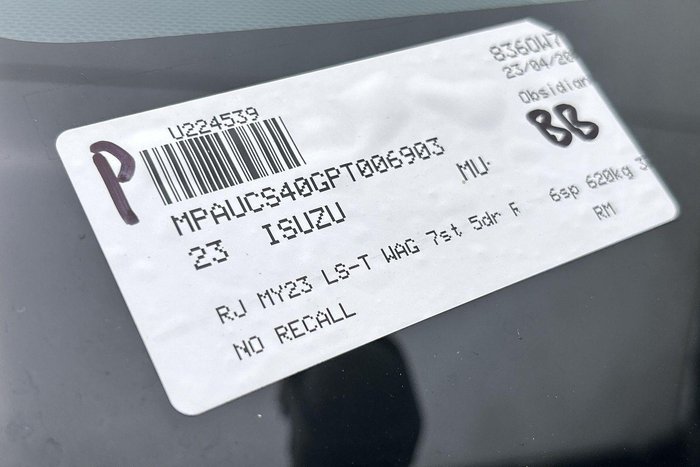 P
U224539
8360W7
23/04/20
Obsidian
BB
MPAUCS40GPT006903
23 ISUZU MU-
RJ MY23 LS-T WAG 7st 5dr 6sp 620kg
RM
NO RECALL